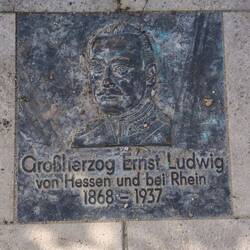 Großherzog Ernst Ludwig
von Hessen und bei Rhein
1868 - 1937